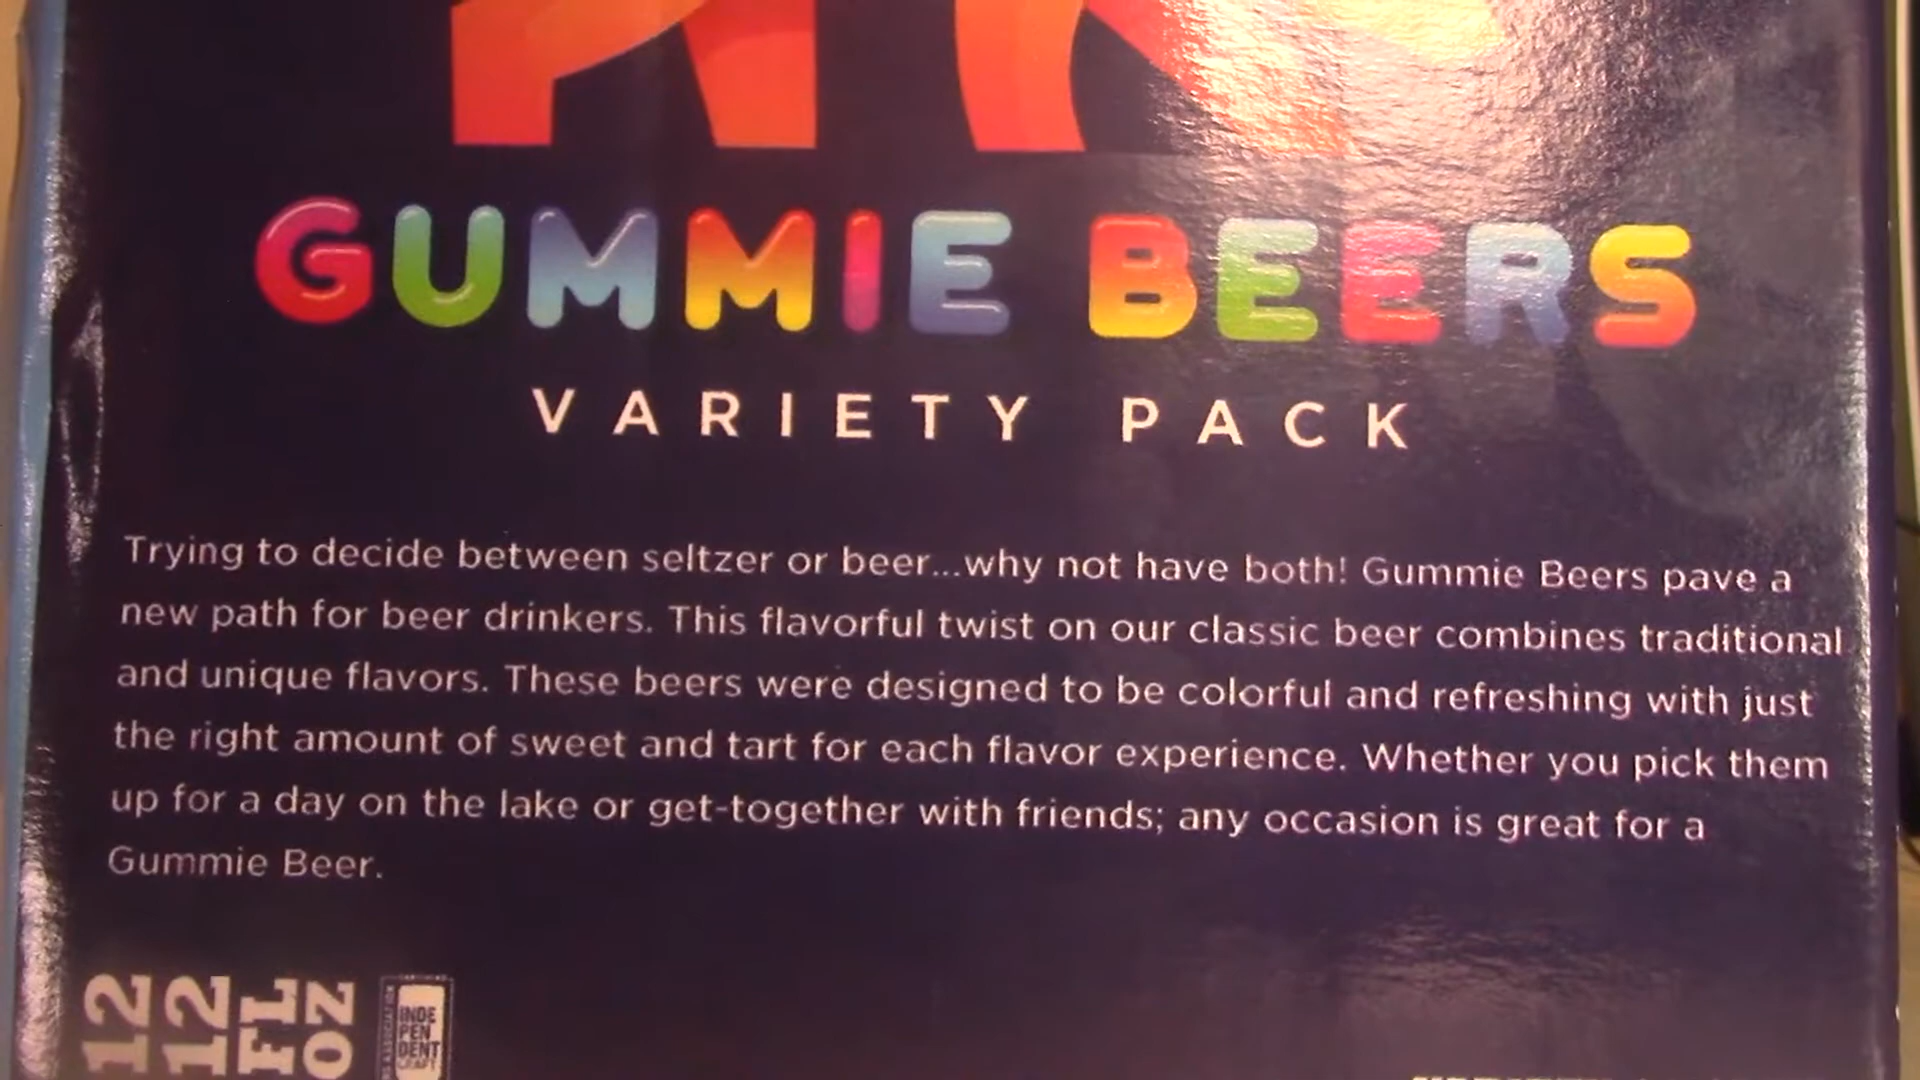 GUMMIE BEERS
VARIETY PACK
Trying to decide between seltzer or beer...why not have both! Gummie Beers pave a
new path for beer drinkers. This flavorful twist on our classic beer combines traditional
and unique flavors. These beers were designed to be colorful and refreshing with just
the right amount of sweet and tart for each flavor experience. Whether you pick them
up for a day on the lake or get-together with friends; any occasion is great for a
Gummie Beer.
12
12
FL
OZ
INDE
PEN
DENT
CRAFT